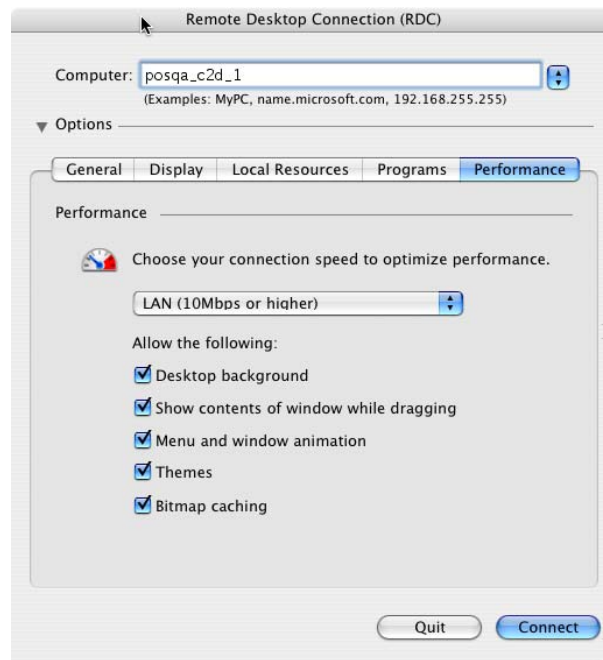 Remote Desktop Connection (RDC)
Computer: posqa_c2d_1
(Examples: MyPC, name.microsoft.com, 192.168.255.255)
Options
General Display Local Resources Programs Performance
Performance
Choose your connection speed to optimize performance.
LAN (10Mbps or higher)
Allow the following:
Desktop background
Show contents of window while dragging
Menu and window animation
Themes
Bitmap caching
Quit Connect